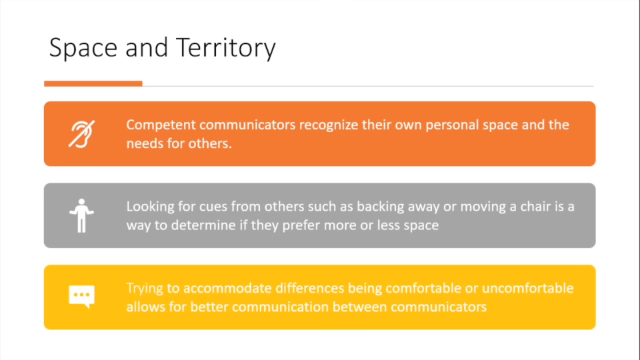 Space and Territory
Competent communicators recognize their own personal space and the
needs for others.
Looking for cues from others such as backing away or moving a chair is a
way to determine if they prefer more or less space
Trying to accommodate differences being comfortable or uncomfortable
allows for better communication between communicators